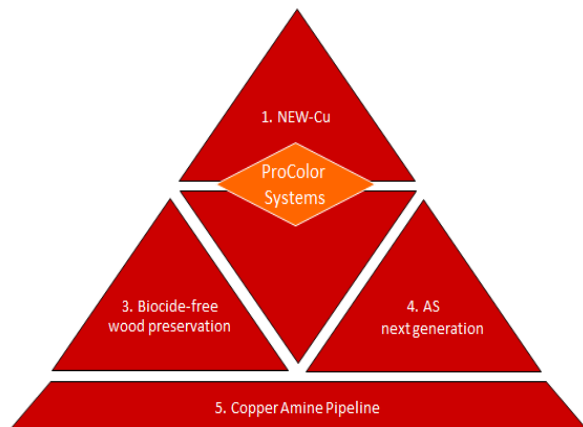 1. NEW-Cu
ProColor
Systems
3. Biocide-free
wood preservation
4. AS
next generation
5. Copper Amine Pipeline